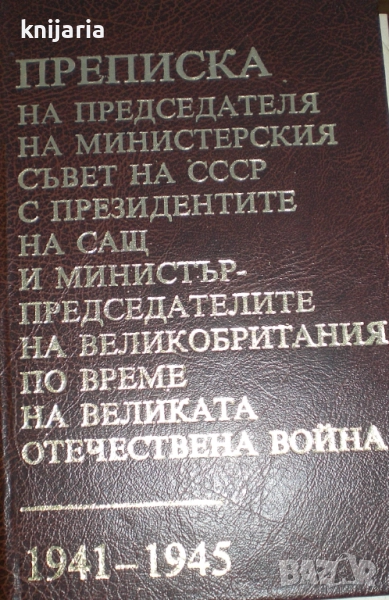 knijaria
ПРЕПИСКА
НА ПРЕДСЕДАТЕЛЯ
НА МИНИСТЕРСКИЯ
СЪВЕТ НА СССР
С ПРЕЗИДЕНТИТЕ
НА САЩ
И МИНИСТЪР-
ПРЕДСЕДАТЕЛИТЕ
НА ВЕЛИКОБРИТАНИЯ
ПО ВРЕМЕ
НА ВЕЛИКАТА
ОТЕЧЕСТВЕНА ВОЙНА
1941-1945
BAZAR